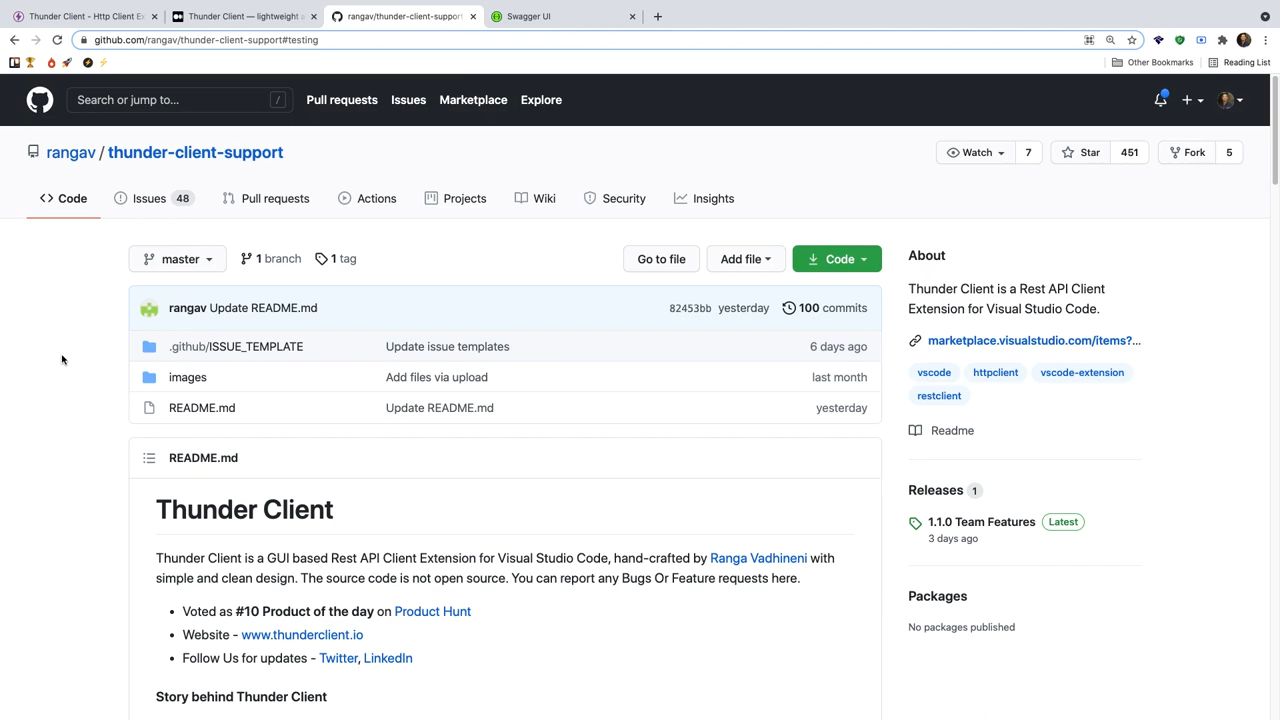 Thunder Client - Http Client Ex
Thunder Client — lightweight a
rangav/thunder-client-support
Swagger UI
github.com/rangav/thunder-client-support#testing
Other Bookmarks
Reading List
Search or jump to...
/
Pull requests
Issues
Marketplace
Explore
rangav / thunder-client-support
Watch
7
Star
451
Fork
5
Code
Issues
48
Pull requests
Actions
Projects
Wiki
Security
Insights
master
1 branch
1 tag
Go to file
Add file
Code
rangav Update README.md
82453bb yesterday
100 commits
.github/ISSUE_TEMPLATE
Update issue templates
6 days ago
images
Add files via upload
last month
README.md
Update README.md
yesterday
README.md
Thunder Client
Thunder Client is a GUI based Rest API Client Extension for Visual Studio Code, hand-crafted by Ranga Vadhineni with
simple and clean design. The source code is not open source. You can report any Bugs Or Feature requests here.
• Voted as #10 Product of the day on Product Hunt
• Website - www.thunderclient.io
• Follow Us for updates - Twitter, LinkedIn
Story behind Thunder Client
About
Thunder Client is a Rest API Client
Extension for Visual Studio Code.
marketplace.visualstudio.com/items?...
vscode
httpclient
vscode-extension
restclient
Readme
Releases 1
1.1.0 Team Features
Latest
3 days ago
Packages
No packages published